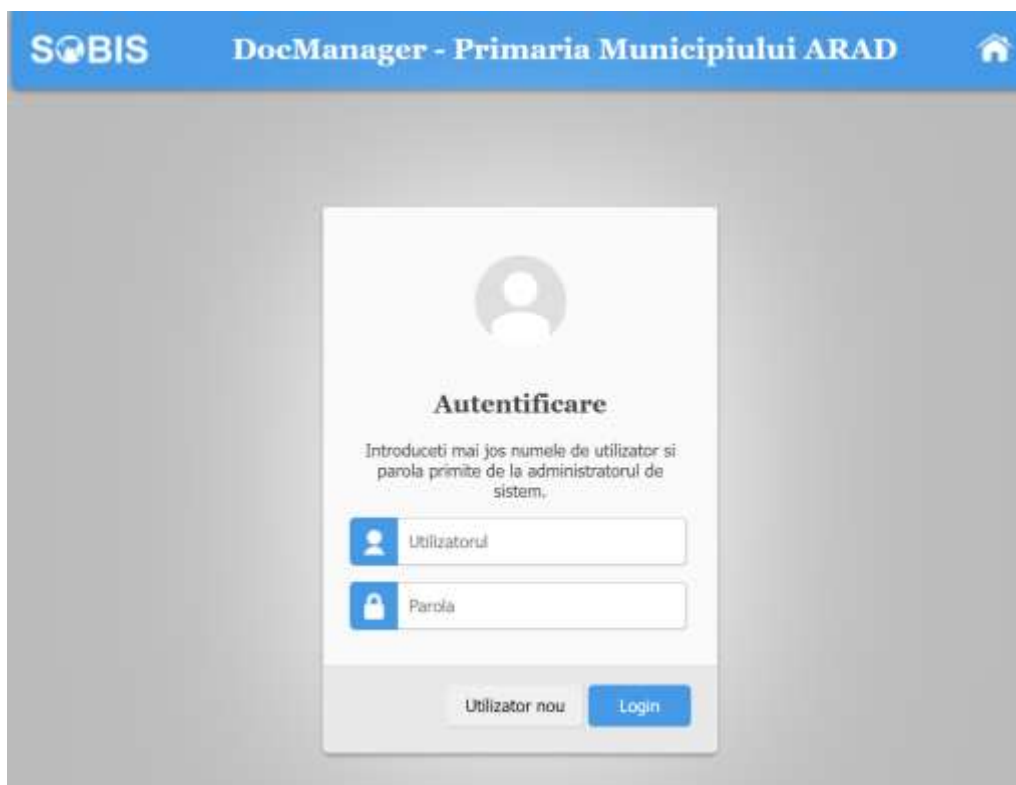 SOBIS
DocManager - Primaria Municipiului ARAD
Autentificare
Introduceti mai jos numele de utilizator si
parola primite de la administratorul de
sistem.
Utilizatorul
Parola
Utilizator nou
Login